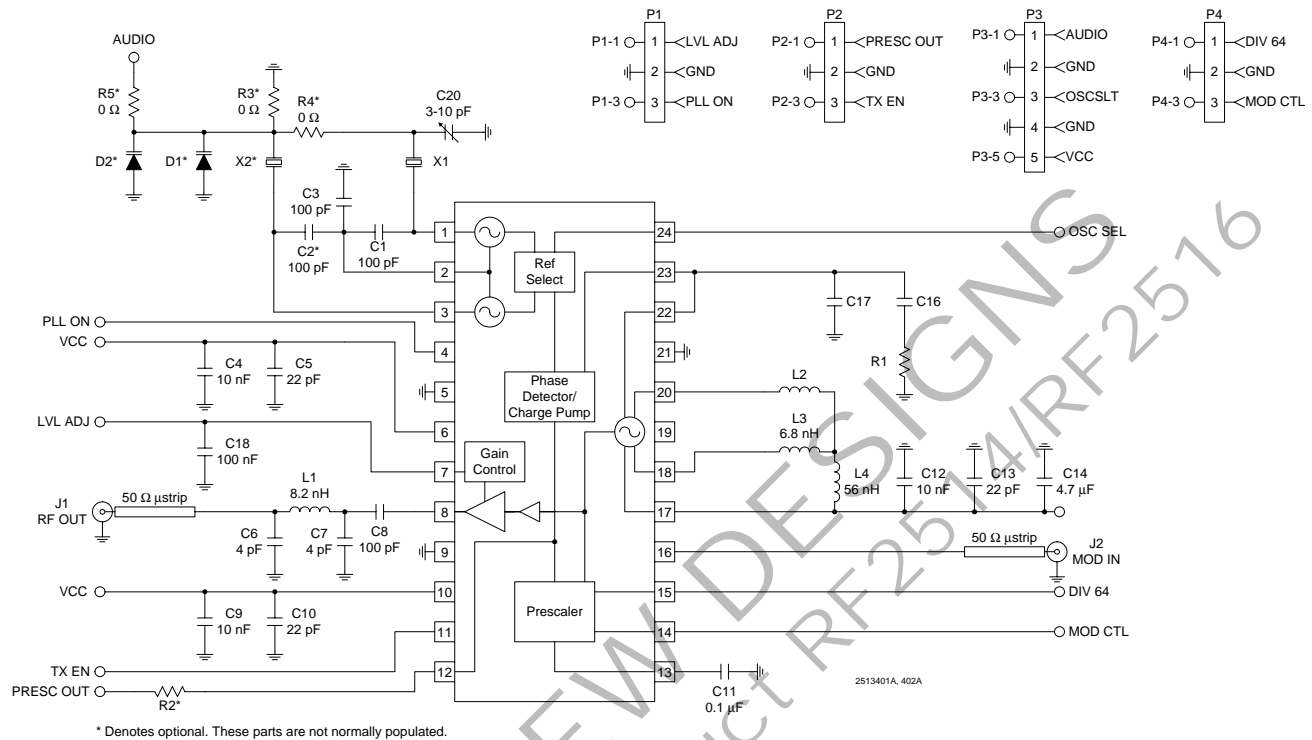 P1
P1-1 1 LVL ADJ
2 GND
P1-3 3 PLL ON
P2
P2-1 1 PRESC OUT
2 GND
P2-3 3 TX EN
P3
P3-1 1 AUDIO
2 GND
P3-3 3 OSCSLT
4 GND
P3-5 5 VCC
P4
P4-1 1 DIV 64
2 GND
P4-3 3 MOD CTL
AUDIO
R5*
0 Ω
R3*
0 Ω
R4*
0 Ω
C20
3-10 pF
D2*
D1*
X2*
X1
C3
100 pF
C2*
100 pF
C1
100 pF
1
2
3
4
5
6
7
8
9
10
11
12
Ref
Select
Phase
Detector/
Charge Pump
Gain
Control
Prescaler
24
23
22
21
20
19
18
17
16
15
14
13
PLL ON
VCC
C4
10 nF
C5
22 pF
LVL ADJ
C18
100 nF
J1
RF OUT
50 Ω µstrip
L1
8.2 nH
C6
4 pF
C7
4 pF
C8
100 pF
VCC
C9
10 nF
C10
22 pF
TX EN
PRESC OUT
R2*
OSC SEL
C17
C16
R1
L2
L3
6.8 nH
L4
56 nH
C12
10 nF
C13
22 pF
C14
4.7 µF
50 Ω µstrip
J2
MOD IN
DIV 64
MOD CTL
C11
0.1 µF
2513401A, 402A
* Denotes optional. These parts are not normally populated.
EW DESIGNS
uct RF2514/RF2516